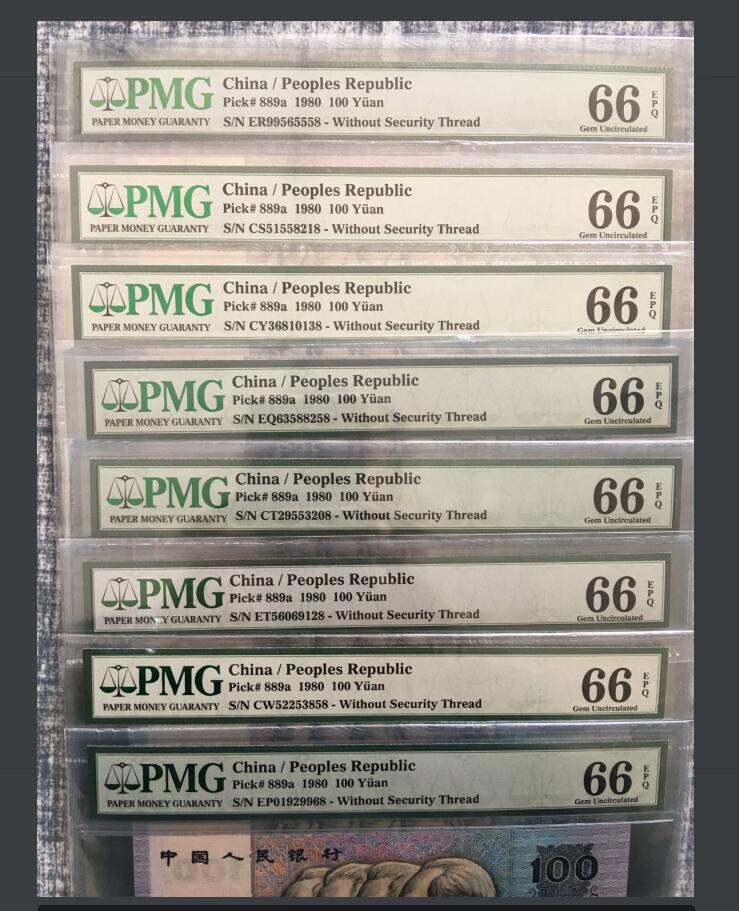 PMG
PAPER MONEY GUARANTY
China / Peoples Republic
Pick# 889a 1980 100 Yüan
S/N ER99565558 - Without Security Thread
66 EPQ
Gem Uncirculated
PMG
PAPER MONEY GUARANTY
China / Peoples Republic
Pick# 889a 1980 100 Yüan
S/N CS51558218 - Without Security Thread
66 EPQ
Gem Uncirculated
PMG
PAPER MONEY GUARANTY
China / Peoples Republic
Pick# 889a 1980 100 Yüan
S/N CY36810138 - Without Security Thread
66 EPQ
Gem Uncirculated
PMG
PAPER MONEY GUARANTY
China / Peoples Republic
Pick# 889a 1980 100 Yüan
S/N EQ63588258 - Without Security Thread
66 EPQ
Gem Uncirculated
PMG
PAPER MONEY GUARANTY
China / Peoples Republic
Pick# 889a 1980 100 Yüan
S/N CT29553208 - Without Security Thread
66 EPQ
Gem Uncirculated
PMG
PAPER MONEY GUARANTY
China / Peoples Republic
Pick# 889a 1980 100 Yüan
S/N ET56069128 - Without Security Thread
66 EPQ
Gem Uncirculated
PMG
PAPER MONEY GUARANTY
China / Peoples Republic
Pick# 889a 1980 100 Yüan
S/N CW52253858 - Without Security Thread
66 EPQ
Gem Uncirculated
PMG
PAPER MONEY GUARANTY
China / Peoples Republic
Pick# 889a 1980 100 Yüan
S/N EP01929968 - Without Security Thread
66 EPQ
Gem Uncirculated
中国人民银行
100